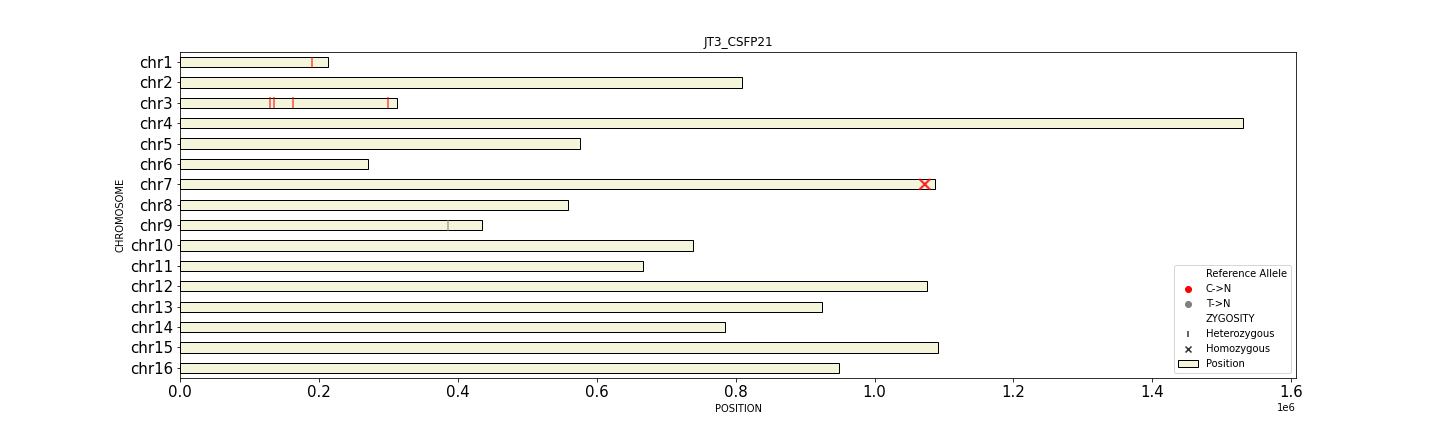 JT3_CSFP21
CHROMOSOME
chr1
chr2
chr3
chr4
chr5
chr6
chr7
chr8
chr9
chr10
chr11
chr12
chr13
chr14
chr15
chr16
Reference Allele
C->N
T->N
ZYGOSITY
Heterozygous
Homozygous
Position
0.0 0.2 0.4 0.6 0.8 1.0 1.2 1.4 1.6
1e6
POSITION